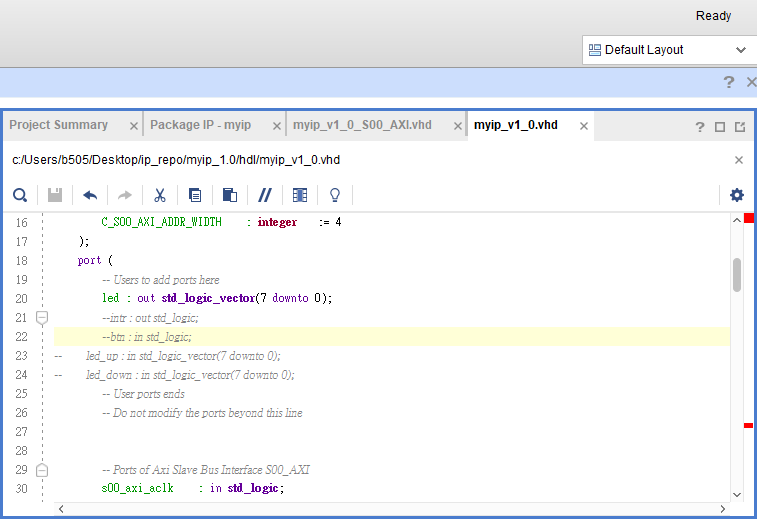 Ready
Default Layout
?
Project Summary
Package IP - myip
myip_v1_0_S00_AXI.vhd
myip_v1_0.vhd
?
c:/Users/b505/Desktop/ip_repo/myip_1.0/hdl/myip_v1_0.vhd
16 C_S00_AXI_ADDR_WIDTH : integer := 4
17 );
18 port (
19 -- Users to add ports here
20 led : out std_logic_vector(7 downto 0);
21 --intr : out std_logic;
22 --btn : in std_logic;
23 -- led_up : in std_logic_vector(7 downto 0);
24 -- led_down : in std_logic_vector(7 downto 0);
25 -- User ports ends
26 -- Do not modify the ports beyond this line
27
28
29 -- Ports of Axi Slave Bus Interface S00_AXI
30 s00_axi_aclk : in std_logic;